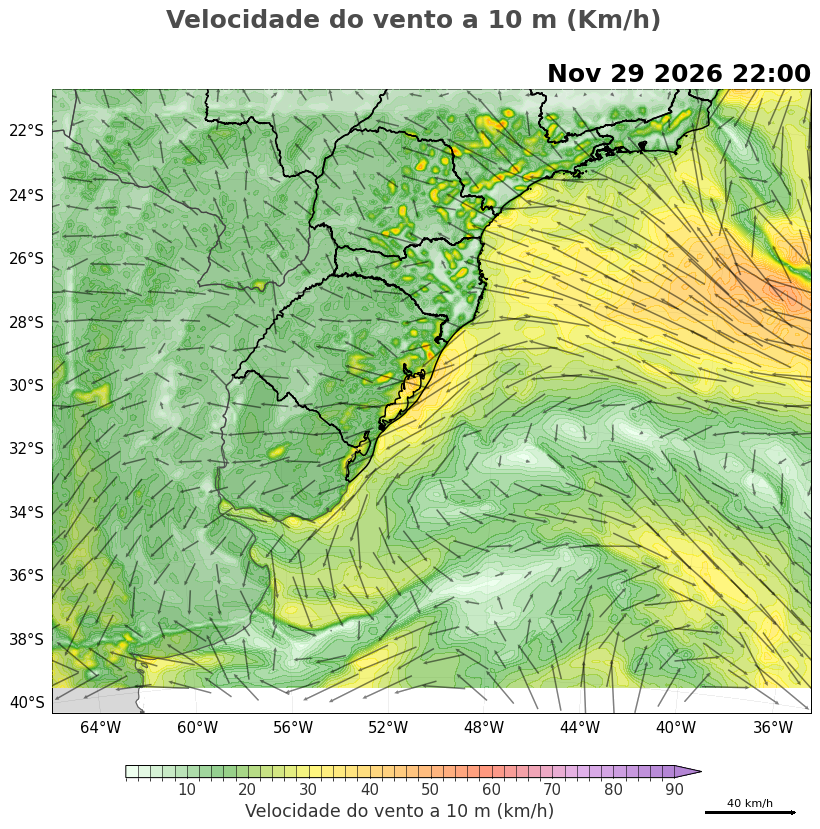 Velocidade do vento a 10 m (Km/h)
Nov 29 2026 22:00
22°S
24°S
26°S
28°S
30°S
32°S
34°S
36°S
38°S
40°S
64°W 60°W 56°W 52°W 48°W 44°W 40°W 36°W
10 20 30 40 50 60 70 80 90
Velocidade do vento a 10 m (km/h)
40 km/h